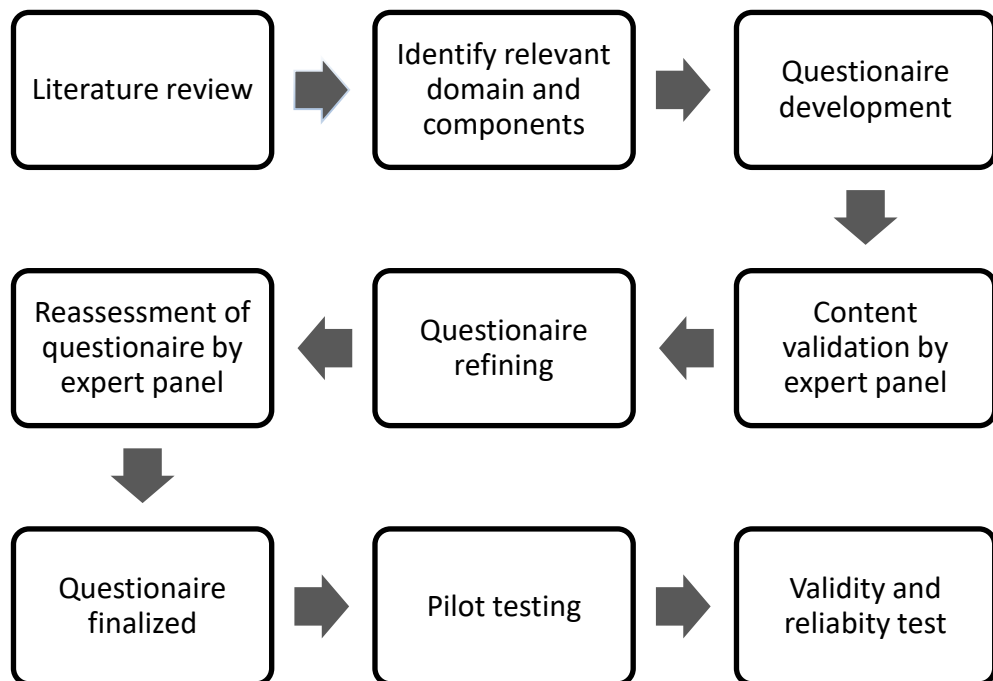 Literature review
Identify relevant
domain and
components
Questionaire
development
Content
validation by
expert panel
Questionaire
refining
Reassessment of
questionaire by
expert panel
Questionaire
finalized
Pilot testing
Validity and
reliabity test